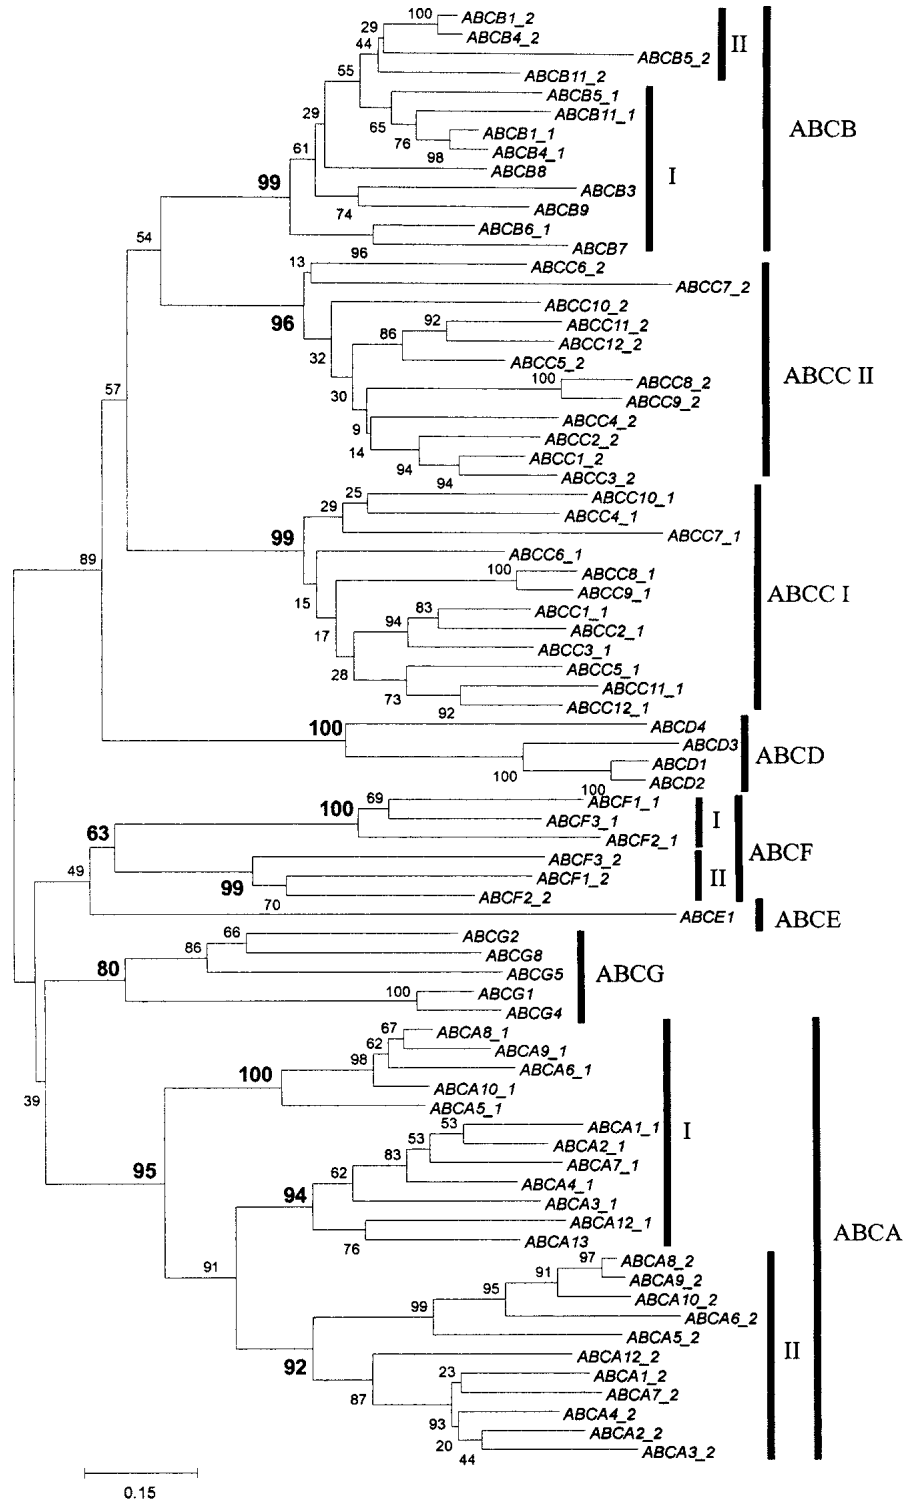 100
ABCB1_2
29
ABCB4_2
44
II
ABCB5_2
55
ABCB11_2
ABCB5_1
29
ABCB11_1
65
ABCB1_1
ABCB
76
ABCB4_1
61
98
ABCB8
I
99
ABCB3
74
ABCB9
ABCB6_1
54
96
ABCB7
13
ABCC6_2
ABCC7_2
ABCC10_2
96
92
ABCC11_2
86
ABCC12_2
32
ABCC5_2
ABCC II
100
ABCC8_2
57
30
ABCC9_2
ABCC4_2
9
ABCC2_2
14
ABCC1_2
94
ABCC3_2
94
25
ABCC10_1
29
ABCC4_1
99
ABCC7_1
89
ABCC6_1
100
ABCC8_1
ABCC9_1
ABCC I
15
83
ABCC1_1
94
ABCC2_1
17
ABCC3_1
28
ABCC5_1
73
ABCC11_1
92
ABCC12_1
100
ABCD4
ABCD3
ABCD
100
ABCD1
ABCD2
100
69
ABCF1_1
100
ABCF3_1
I
63
ABCF2_1
ABCF
49
ABCF3_2
99
ABCF1_2
II
70
ABCF2_2
ABCE1
ABCE
66
ABCG2
86
ABCG8
80
ABCG5
ABCG
100
ABCG1
ABCG4
67
ABCA8_1
62
ABCA9_1
98
ABCA6_1
100
ABCA10_1
39
ABCA5_1
53
ABCA1_1
I
53
ABCA2_1
83
ABCA7_1
95
62
ABCA4_1
94
ABCA3_1
ABCA12_1
76
ABCA13
ABCA
91
97
ABCA8_2
91
ABCA9_2
95
ABCA10_2
99
ABCA6_2
ABCA5_2
II
92
ABCA12_2
23
ABCA1_2
87
ABCA7_2
93
ABCA4_2
20
ABCA2_2
44
ABCA3_2
0.15